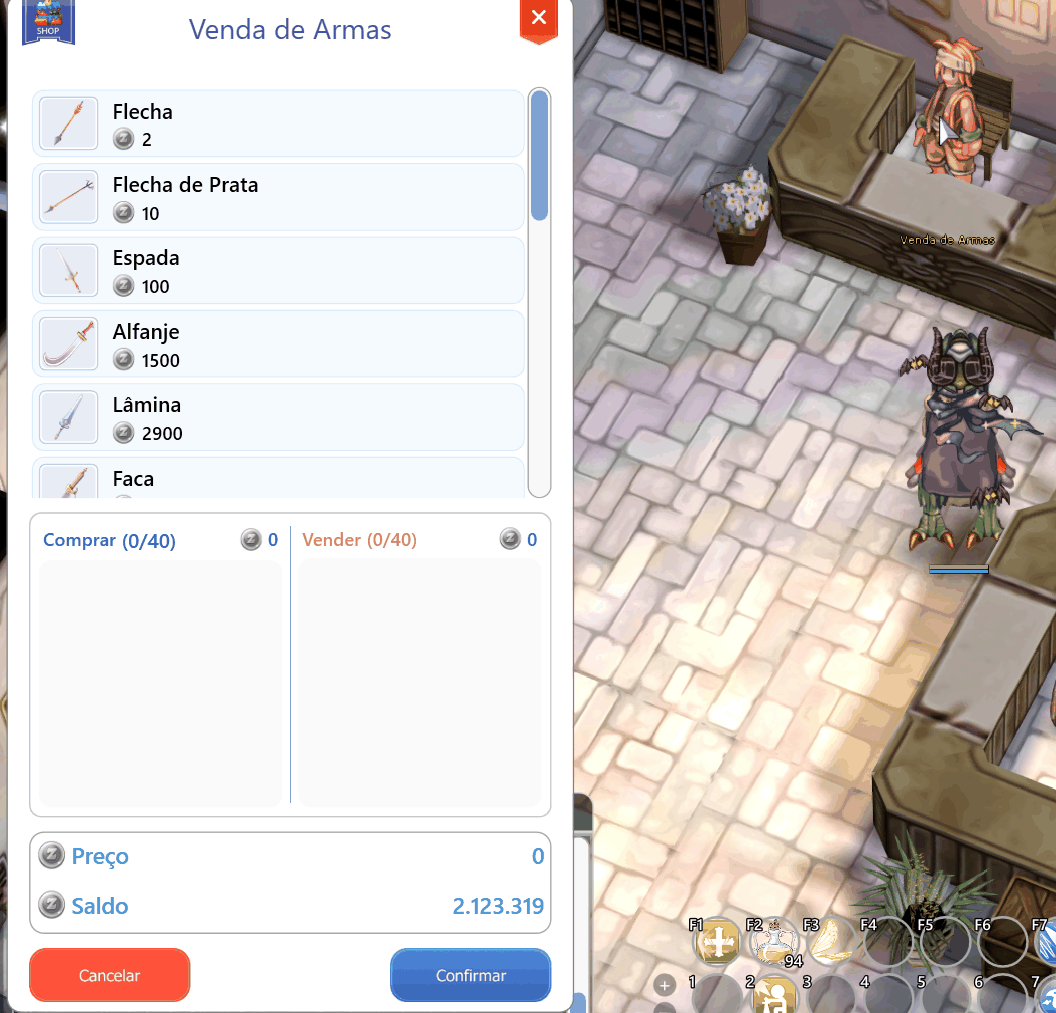 SHOP
Venda de Armas
Flecha
2
Flecha de Prata
10
Espada
100
Alfanje
1500
Lâmina
2900
Faca
Comprar (0/40) 0
Vender (0/40) 0
Preço 0
Saldo 2.123.319
Cancelar
Confirmar
Venda de Armas
F1 F2 F3 F4 F5 F6 F7
94
1 2 3 4 5 6 7